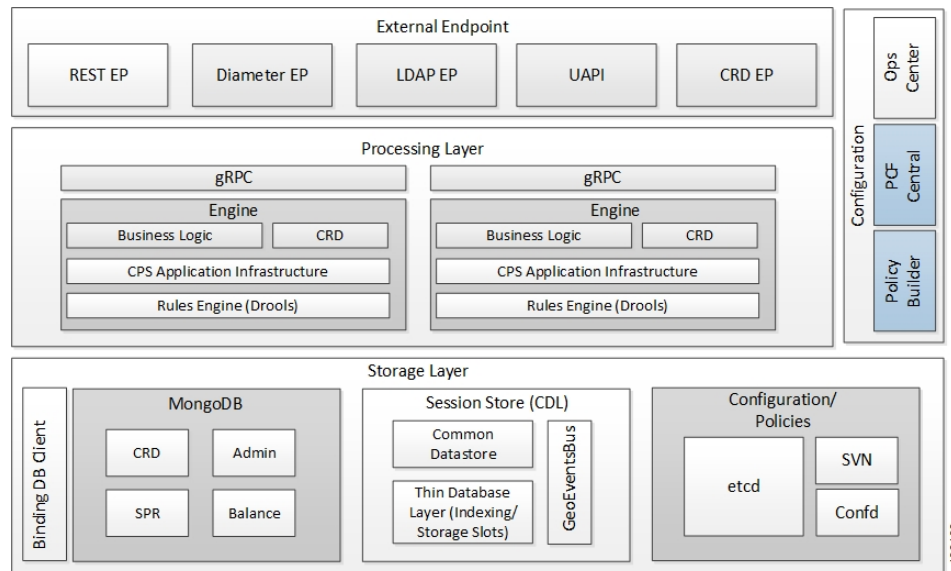 External Endpoint
REST EP
Diameter EP
LDAP EP
UAPI
CRD EP
Configuration
Ops
Center
PCF
Central
Policy
Builder
Processing Layer
gRPC
Engine
Business Logic
CRD
CPS Application Infrastructure
Rules Engine (Drools)
gRPC
Engine
Business Logic
CRD
CPS Application Infrastructure
Rules Engine (Drools)
Storage Layer
Binding DB Client
MongoDB
CRD
Admin
SPR
Balance
Session Store (CDL)
Common
Datastore
Thin Database
Layer (Indexing/
Storage Slots)
GeoEventsBus
Configuration/
Policies
etcd
SVN
Confd